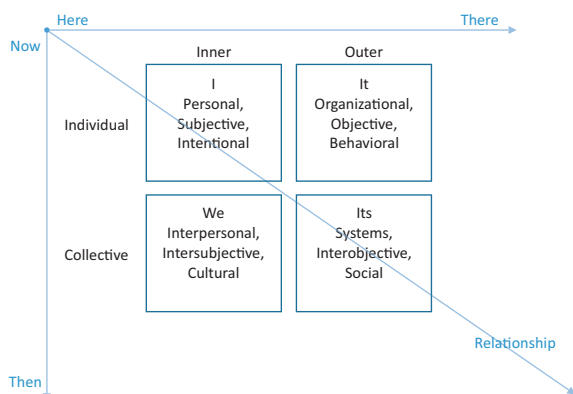 Here
There
Now
Inner
Outer
Individual
I
Personal,
Subjective,
Intentional
It
Organizational,
Objective,
Behavioral
Collective
We
Interpersonal,
Intersubjective,
Cultural
Its
Systems,
Interobjective,
Social
Relationship
Then